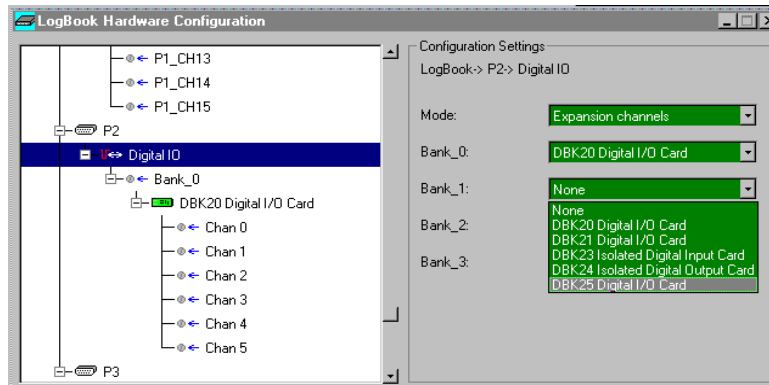 LogBook Hardware Configuration
P1_CH13
P1_CH14
P1_CH15
P2
Digital IO
Bank_0
DBK20 Digital I/O Card
Chan 0
Chan 1
Chan 2
Chan 3
Chan 4
Chan 5
P3
Configuration Settings
LogBook-> P2-> Digital IO
Mode: Expansion channels
Bank_0: DBK20 Digital I/O Card
Bank_1: None
Bank_2:
Bank_3:
None
DBK20 Digital I/O Card
DBK21 Digital I/O Card
DBK23 Isolated Digital Input Card
DBK24 Isolated Digital Output Card
DBK25 Digital I/O Card